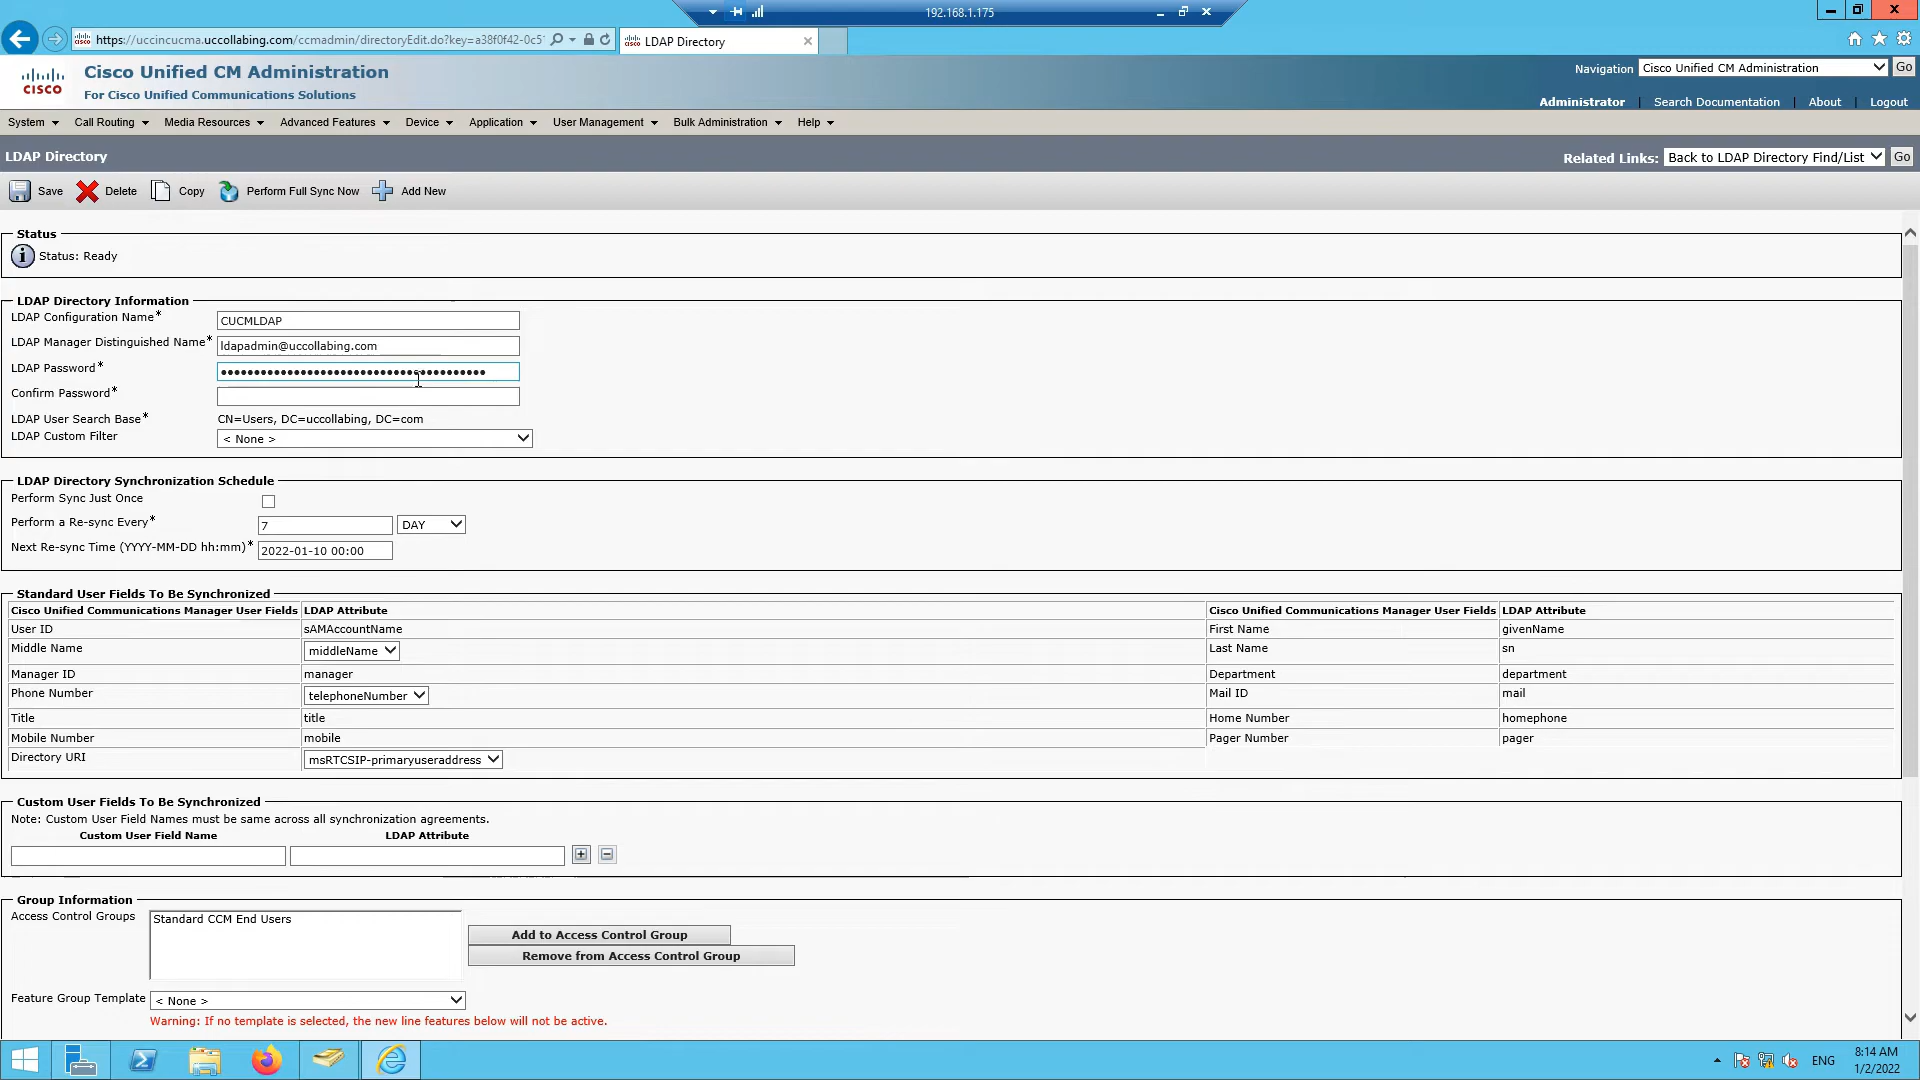 192.168.1.175
https://uccincucma.uccollabing.com/ccmadmin/directoryEdit.do?key=a38f0f42-0c5
LDAP Directory
Cisco Unified CM Administration
For Cisco Unified Communications Solutions
CISCO
Navigation Cisco Unified CM Administration Go
Administrator | Search Documentation | About | Logout
System Call Routing Media Resources Advanced Features Device Application User Management Bulk Administration Help
LDAP Directory
Related Links: Back to LDAP Directory Find/List Go
Save Delete Copy Perform Full Sync Now Add New
Status
Status: Ready
LDAP Directory Information
LDAP Configuration Name* CUCMLDAP
LDAP Manager Distinguished Name* ldapadmin@uccollabing.com
LDAP Password* ••••••••••••••••••••••••••••••••••••••••
Confirm Password*
LDAP User Search Base* CN=Users, DC=uccollabing, DC=com
LDAP Custom Filter < None >
LDAP Directory Synchronization Schedule
Perform Sync Just Once
Perform a Re-sync Every* 7 DAY
Next Re-sync Time (YYYY-MM-DD hh:mm)* 2022-01-10 00:00
Standard User Fields To Be Synchronized
Cisco Unified Communications Manager User Fields LDAP Attribute Cisco Unified Communications Manager User Fields LDAP Attribute
User ID sAMAccountName First Name givenName
Middle Name middleName Last Name sn
Manager ID manager Department department
Phone Number telephoneNumber Mail ID mail
Title title Home Number homephone
Mobile Number mobile Pager Number pager
Directory URI msRTCSIP-primaryuseraddress
Custom User Fields To Be Synchronized
Note: Custom User Field Names must be same across all synchronization agreements.
Custom User Field Name LDAP Attribute
Group Information
Access Control Groups Standard CCM End Users
Add to Access Control Group
Remove from Access Control Group
Feature Group Template < None >
Warning: If no template is selected, the new line features below will not be active.
ENG
8:14 AM
1/2/2022